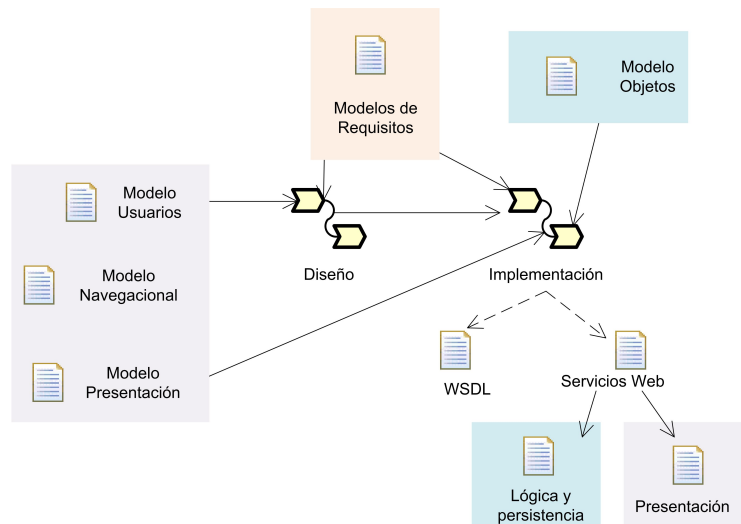 Modelo
Objetos
Modelos de
Requisitos
Modelo
Usuarios
Diseño
Implementación
Modelo
Navegacional
Modelo
Presentación
WSDL
Servicios Web
Lógica y
persistencia
Presentación